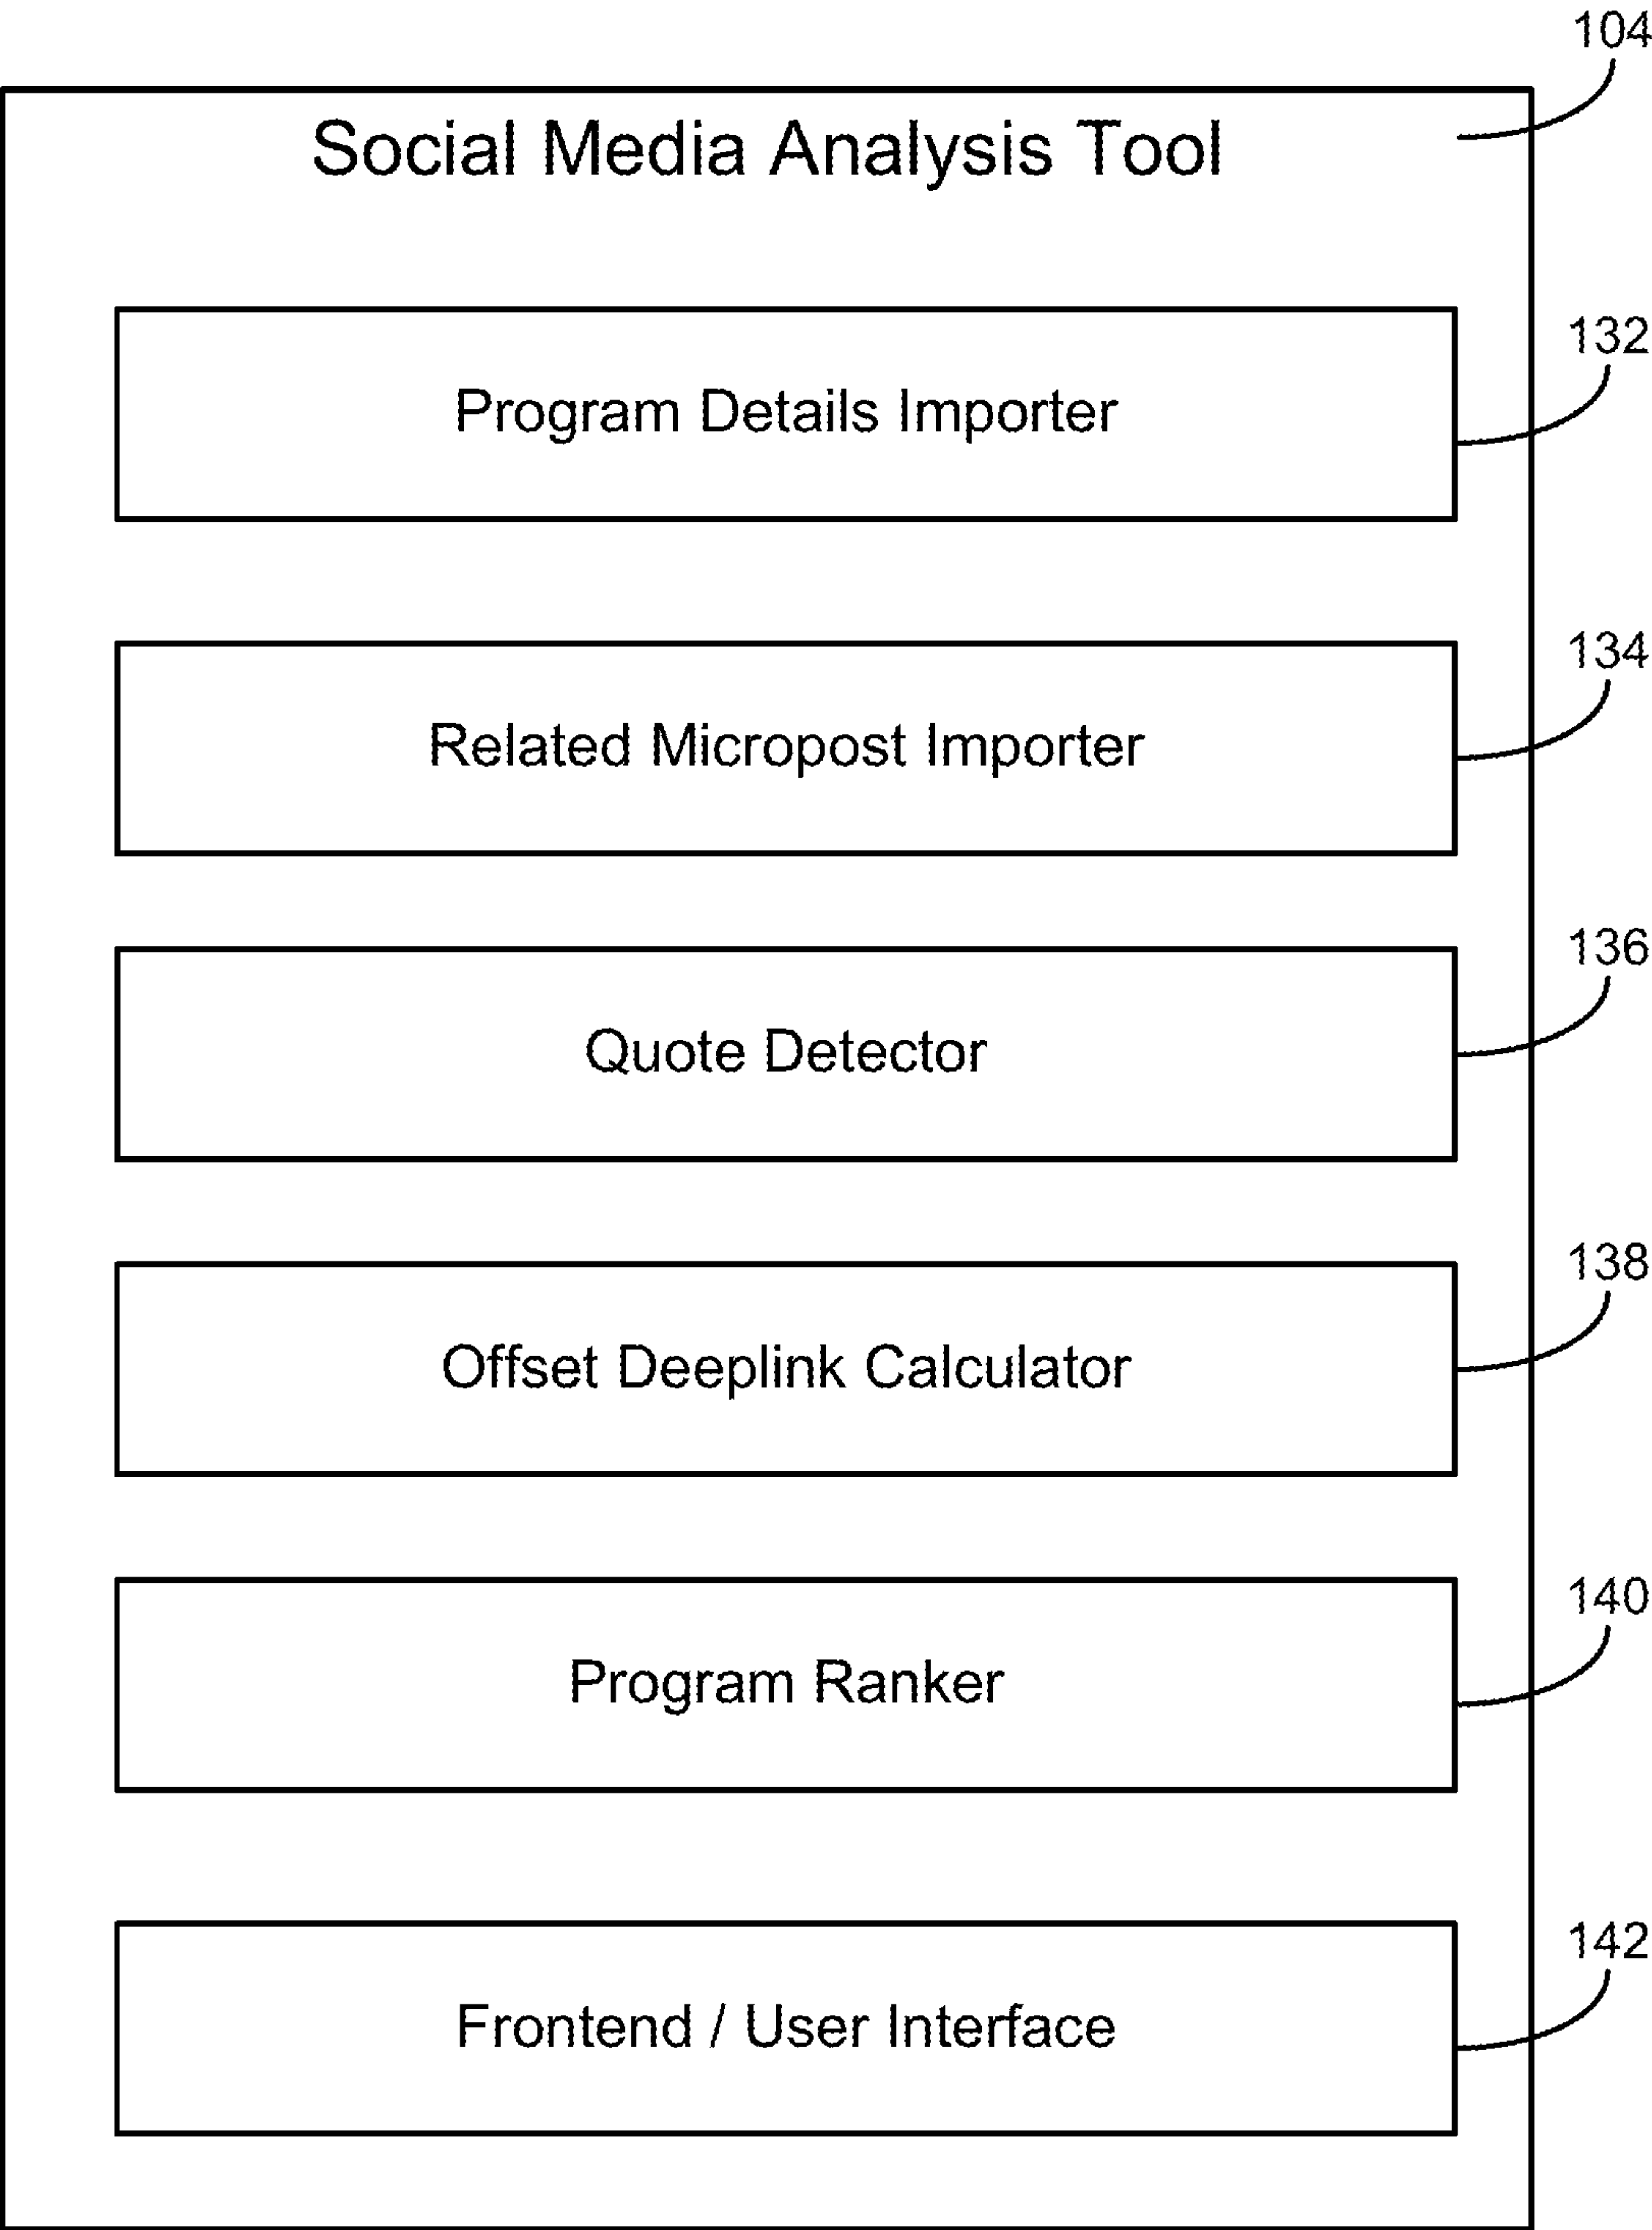 104
Social Media Analysis Tool
132
Program Details Importer
134
Related Micropost Importer
136
Quote Detector
138
Offset Deeplink Calculator
140
Program Ranker
142
Frontend / User Interface